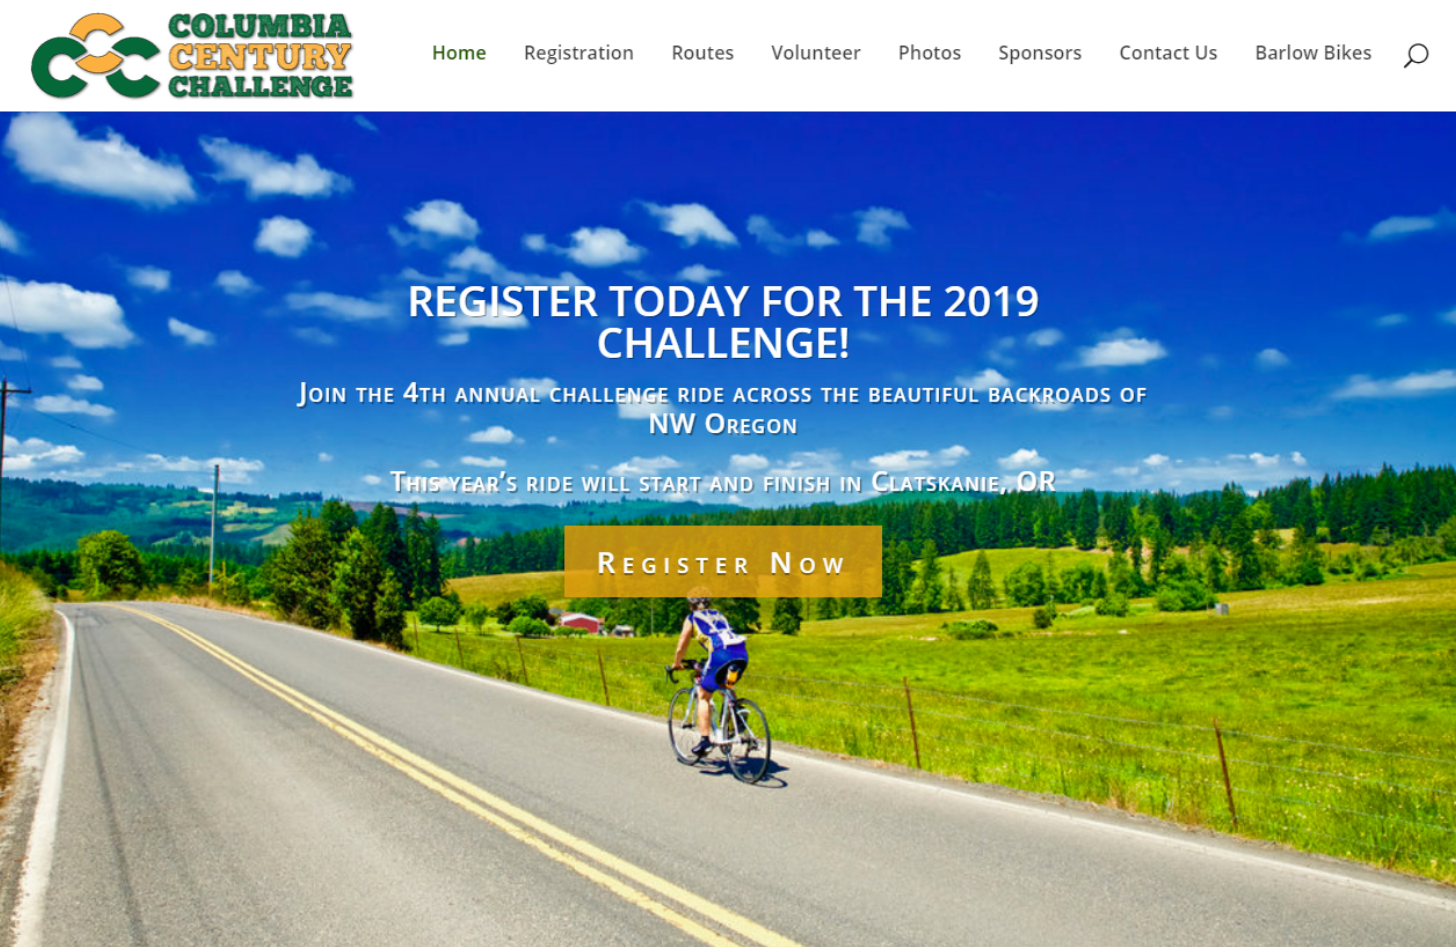 COLUMBIA
CENTURY
CHALLENGE
Home Registration Routes Volunteer Photos Sponsors Contact Us Barlow Bikes
REGISTER TODAY FOR THE 2019
CHALLENGE!
Join the 4th annual challenge ride across the beautiful backroads of
NW Oregon
This year's ride will start and finish in Clatskanie, OR
Register Now